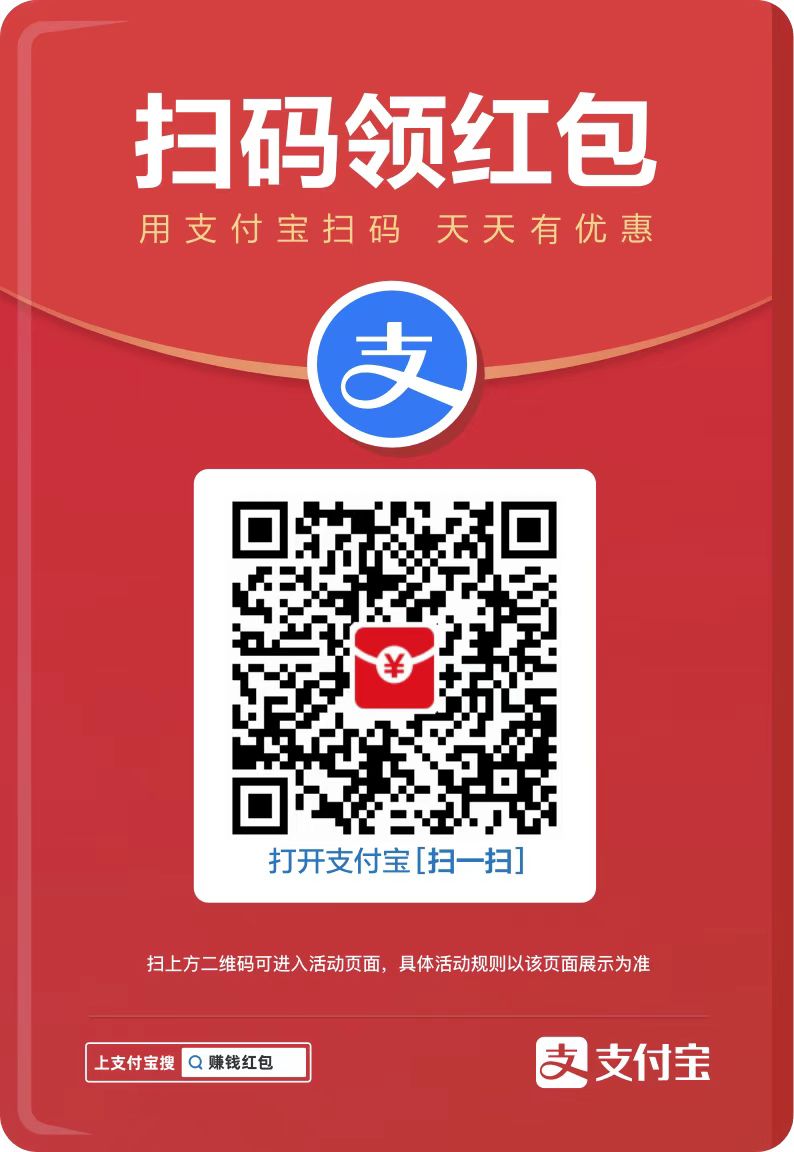 扫码领红包
用支付宝扫码 天天有优惠
支
¥
打开支付宝[扫一扫]
扫上方二维码可进入活动页面，具体活动规则以该页面展示为准
上支付宝搜 赚钱红包
支 支付宝